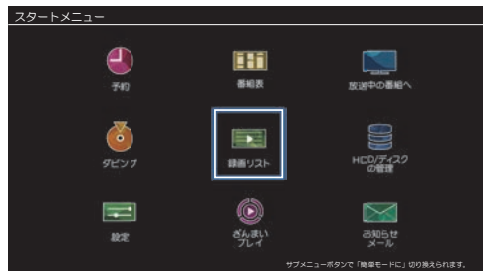 スタートメニュー
予約
番組表
放送中の番組へ
ダビング
録画リスト
HDD/ディスク
の管理
設定
ざんまい
プレイ
お知らせ
メール
サブメニューボタンで「簡単モードに」切り換えられます。